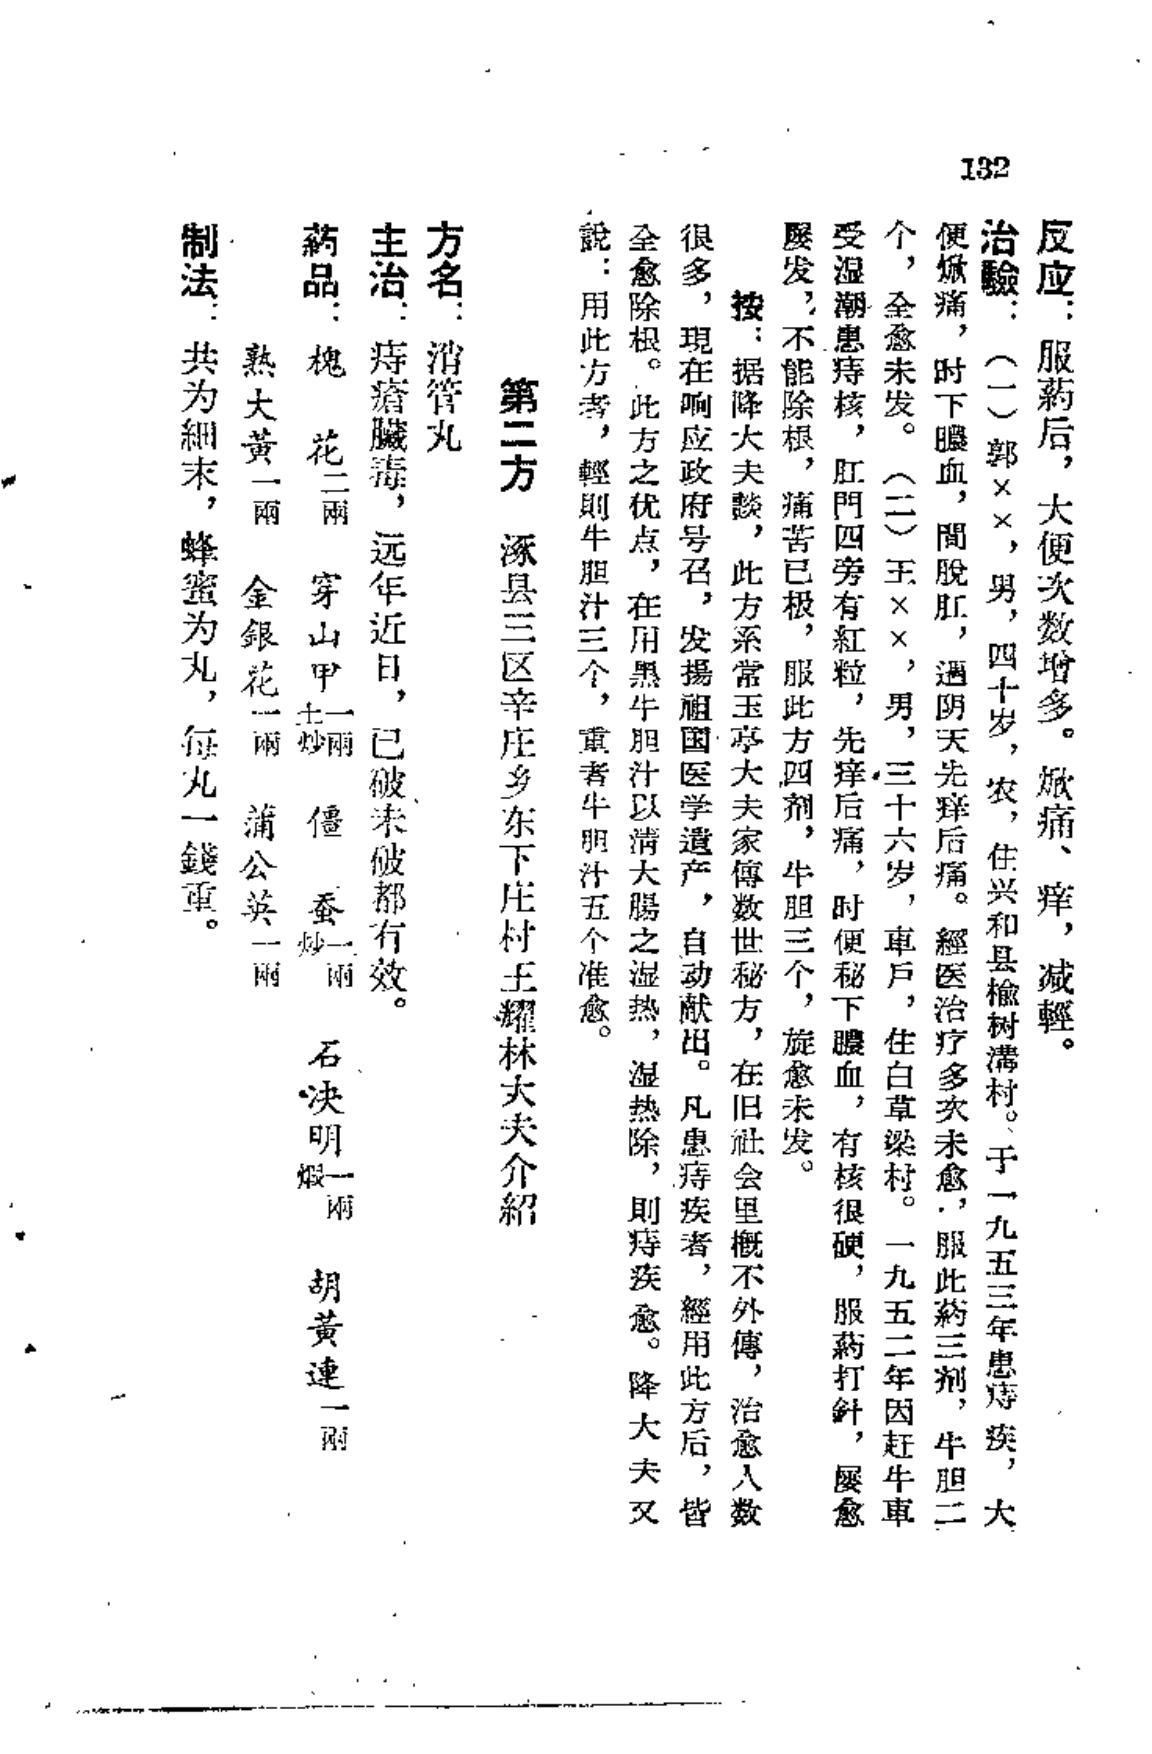 132
反应：服药后，大便次数增多。焮痛、痒，减輕。
治驗：（一）郭××，男，四十岁，农，住兴和县榆树溝村。于一九五三年患痔疾，大
便焮痛，时下膿血，間脫肛，遇阴天先痒后痛。經医治疗多次未愈，服此葯三剂，牛胆二
个，全愈未发。（二）王××，男，三十六岁，車戶，住白草梁村。一九五二年因赶牛車
受湿潮患痔核，肛門四旁有紅粒，先痒后痛，时便秘下膿血，有核很硬，服葯打針，屡愈
屡发，不能除根，痛苦已极，服此方四剂，牛胆三个，旋愈未发。
按：据降大夫談，此方系常玉亭大夫家傳数世秘方，在旧社会里概不外傳，治愈人数
很多，現在响应政府号召，发揚祖国医学遺产，自动献出。凡患痔疾者，經用此方后，皆
全愈除根。此方之优点，在用黑牛胆汁以清大腸之湿热，湿热除，則痔疾愈。降大夫又
說：用此方者，輕則牛胆汁三个，重者牛胆汁五个准愈。
第二方　涿县三区辛庄乡东下庄村王耀林大夫介紹
方名：消管丸
主治：痔瘡臟毒，远年近日，已破未破都有效。
葯品：槐　花二兩　穿山甲一兩土炒　僵　蚕一兩炒　石决明一兩煅　胡黃連一兩
熟大黃一兩　金銀花一兩　蒲公英一兩
制法：共为細末，蜂蜜为丸，每丸一錢重。